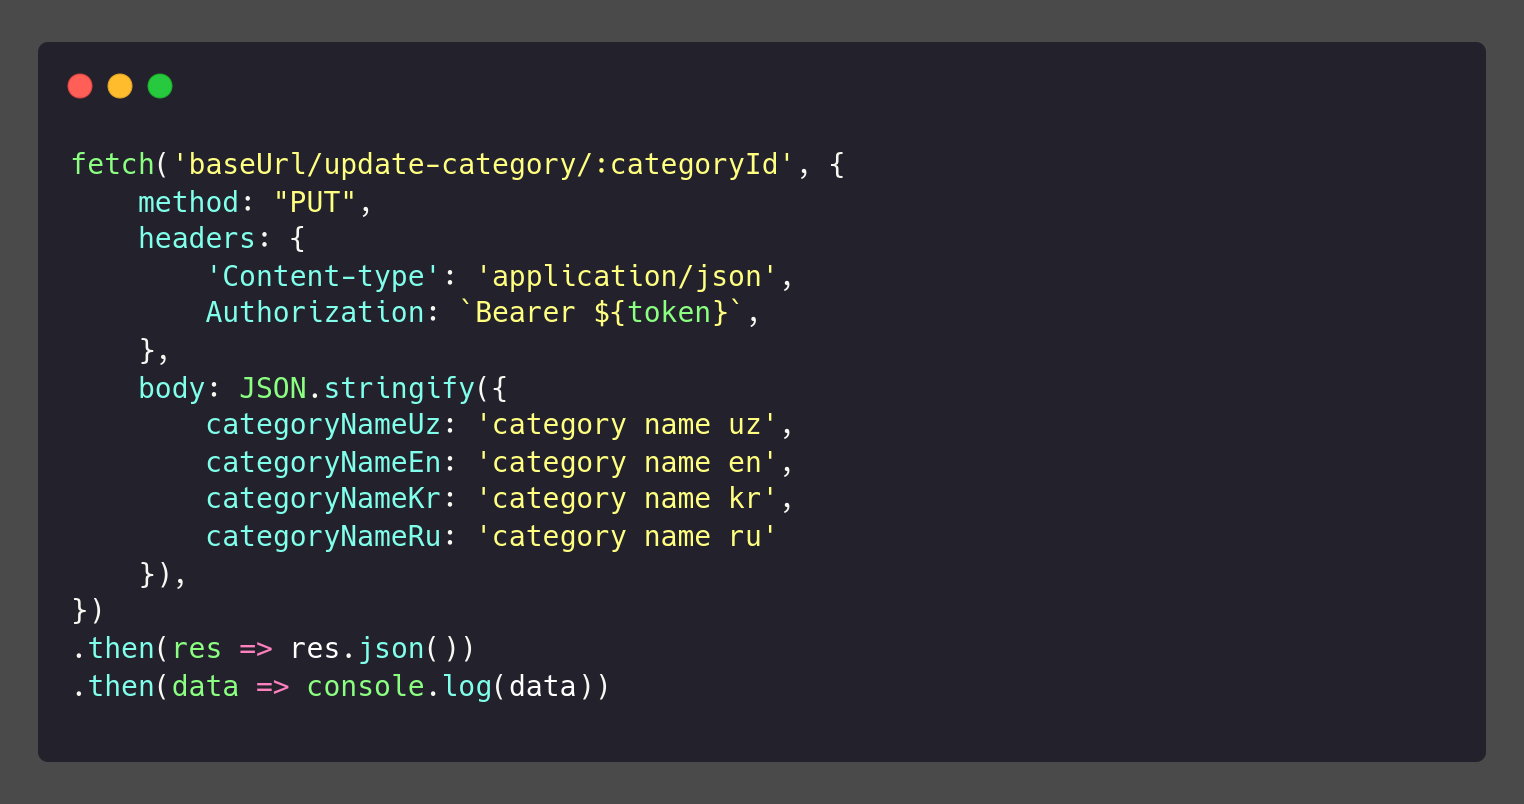 fetch('baseUrl/update-category/:categoryId', {
    method: "PUT",
    headers: {
        'Content-type': 'application/json',
        Authorization: `Bearer ${token}`,
    },
    body: JSON.stringify({
        categoryNameUz: 'category name uz',
        categoryNameEn: 'category name en',
        categoryNameKr: 'category name kr',
        categoryNameRu: 'category name ru'
    }),
})
.then(res => res.json())
.then(data => console.log(data))